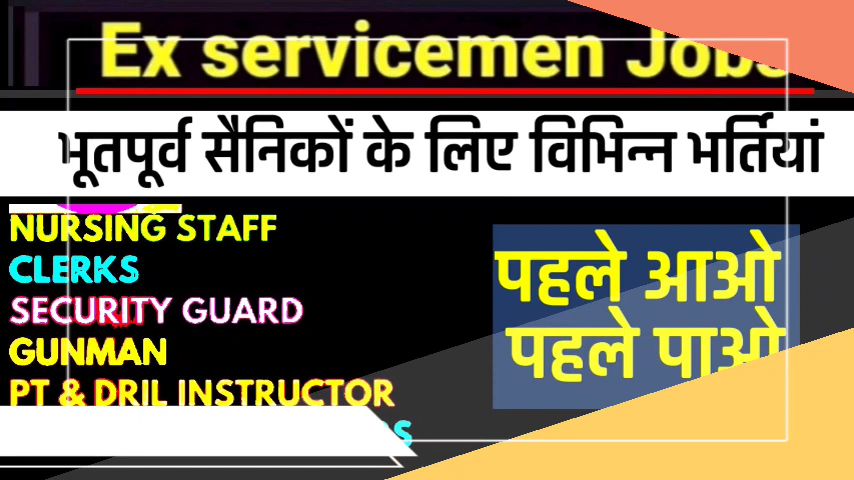 Ex servicemen Jobs
भूतपूर्व सैनिकों के लिए विभिन्न भर्तियां
NURSING STAFF
CLERKS
SECURITY GUARD
GUNMAN
PT & DRIL INSTRUCTOR
पहले आओ
पहले पाओ